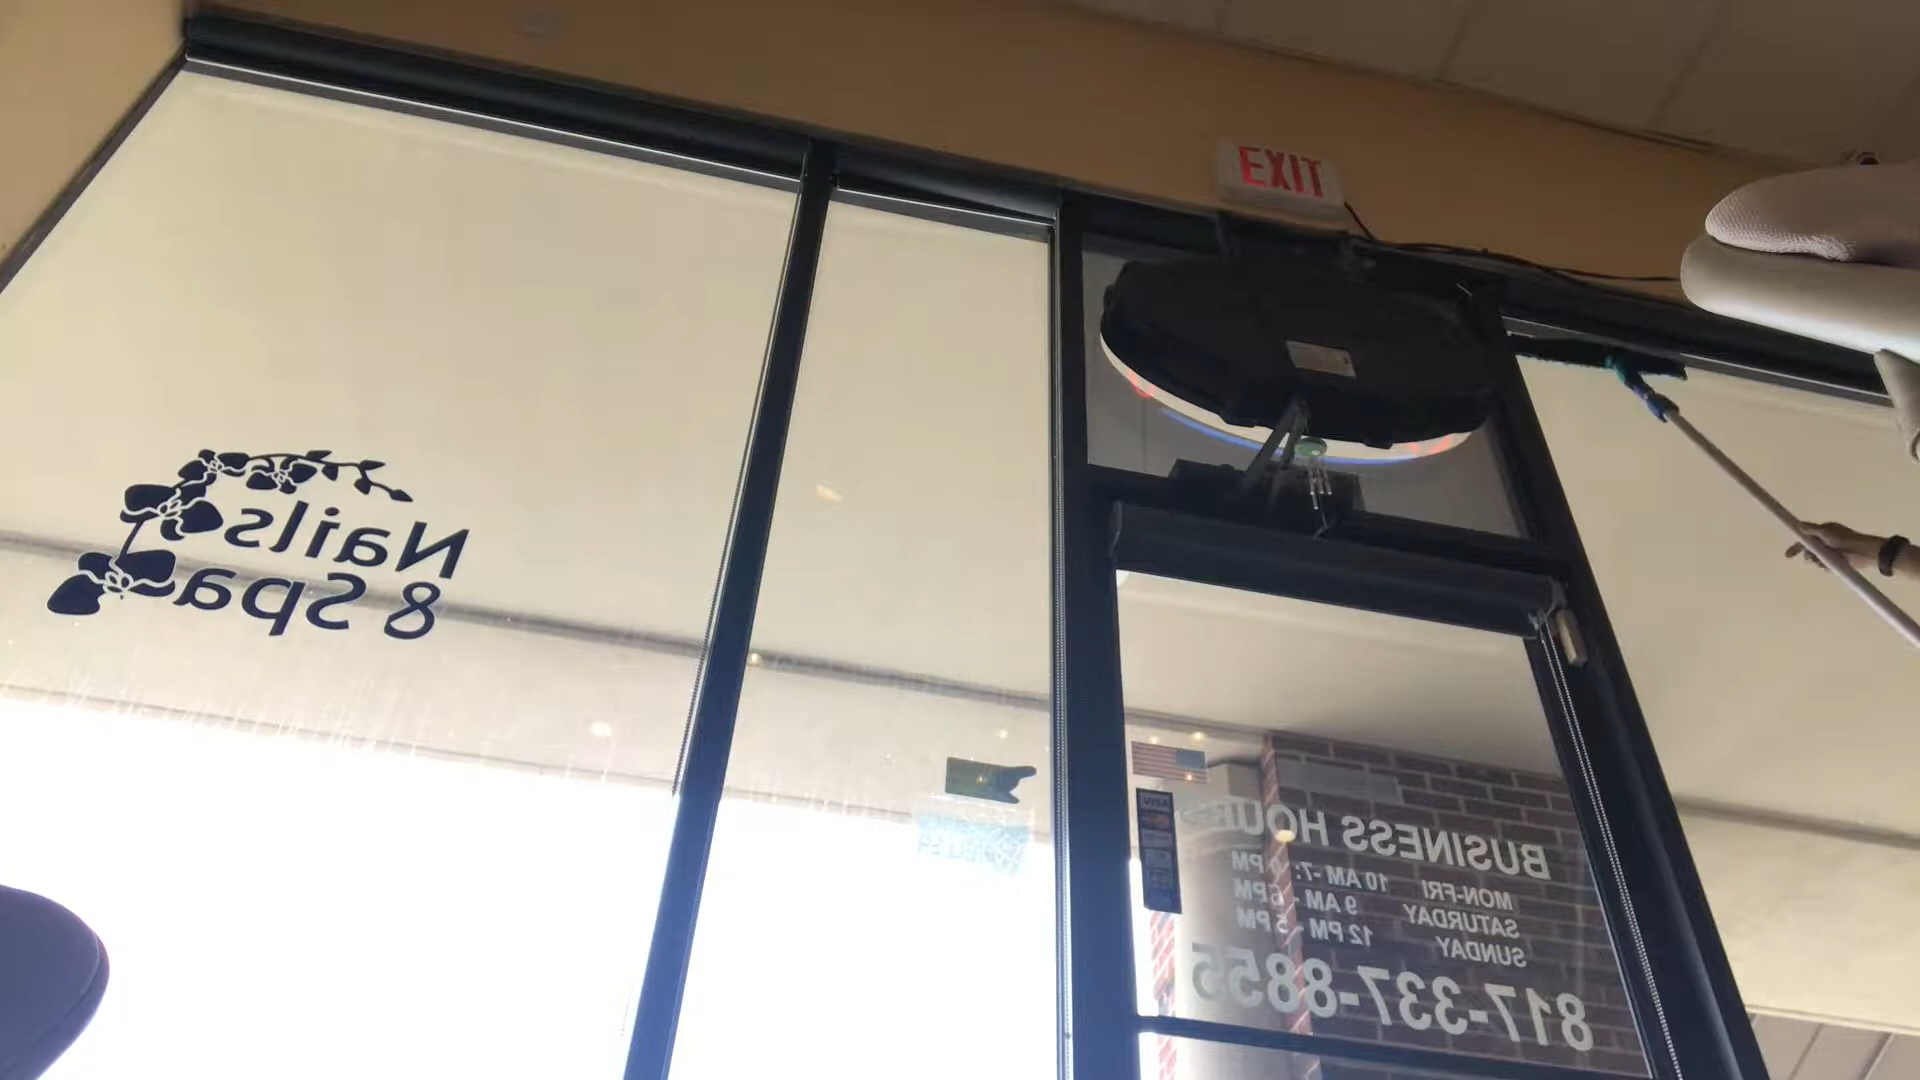 EXIT
Nails
& Spa
BUSINESS HOURS
MON-FRI 10 AM - 7: PM
SATURDAY 9 AM - 6 PM
SUNDAY 12 PM - 5 PM
817-337-8855